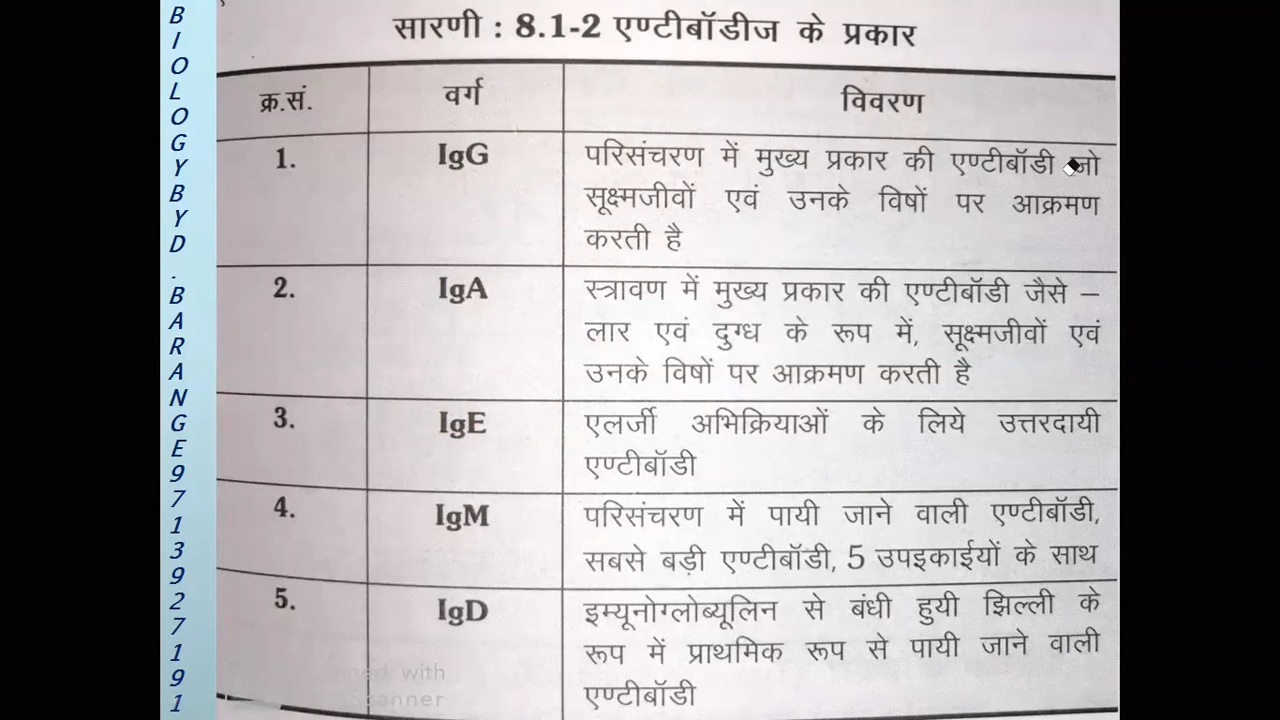 BIOLOGYBYD.BARANGE9713927191
सारणी : 8.1-2 एण्टीबॉडीज के प्रकार
क्र.सं. वर्ग विवरण
1. IgG परिसंचरण में मुख्य प्रकार की एण्टीबॉडी जो
सूक्ष्मजीवों एवं उनके विषों पर आक्रमण
करती है
2. IgA स्त्रावण में मुख्य प्रकार की एण्टीबॉडी जैसे –
लार एवं दुग्ध के रूप में, सूक्ष्मजीवों एवं
उनके विषों पर आक्रमण करती है
3. IgE एलर्जी अभिक्रियाओं के लिये उत्तरदायी
एण्टीबॉडी
4. IgM परिसंचरण में पायी जाने वाली एण्टीबॉडी,
सबसे बड़ी एण्टीबॉडी, 5 उपइकाईयों के साथ
5. IgD इम्यूनोग्लोब्यूलिन से बंधी हुयी झिल्ली के
रूप में प्राथमिक रूप से पायी जाने वाली
एण्टीबॉडी
with